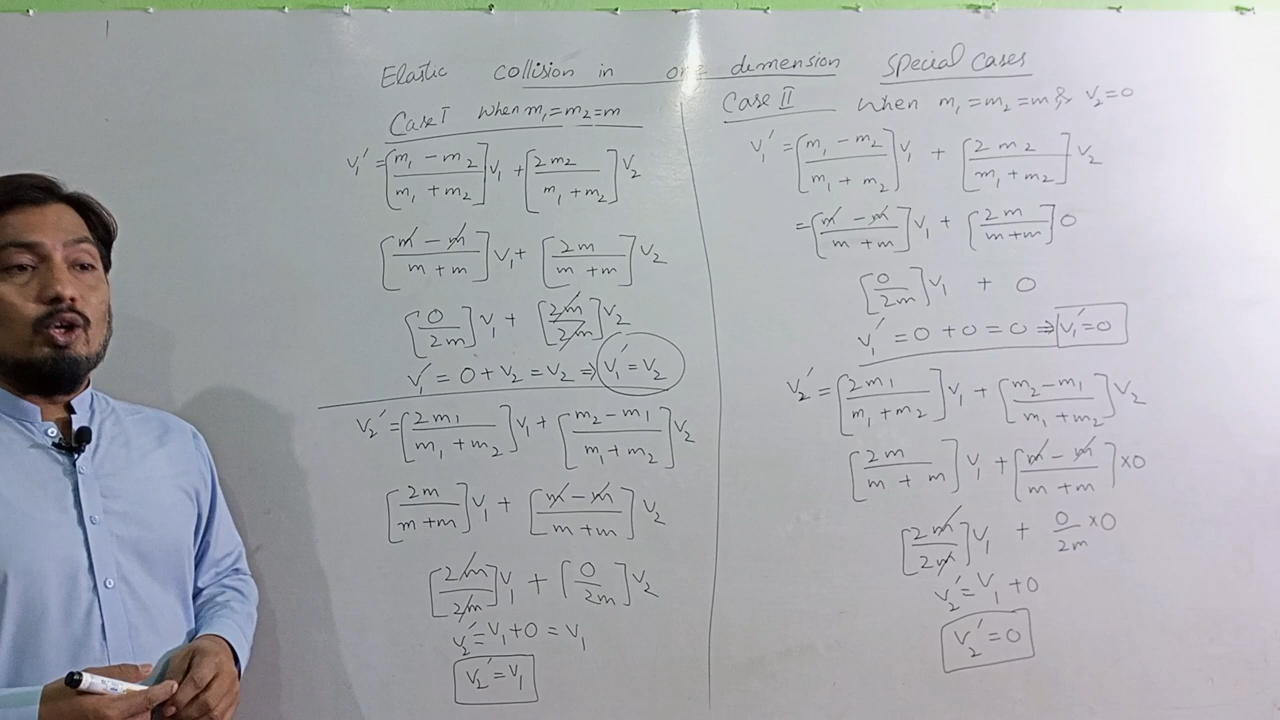 Elastic collision in one dimension Special Cases
Case I When m₁=m₂=m
v₁' = [m₁ - m₂ / m₁ + m₂] v₁ + [2m₂ / m₁ + m₂] v₂
[m - m / m + m] v₁ + [2m / m + m] v₂
[0 / 2m] v₁ + [2m / 2m] v₂
v₁' = 0 + v₂ = v₂ ⇒ v₁' = v₂
v₂' = [2m₁ / m₁ + m₂] v₁ + [m₂ - m₁ / m₁ + m₂] v₂
[2m / m + m] v₁ + [m - m / m + m] v₂
[2m / 2m] v₁ + [0 / 2m] v₂
v₂' = v₁ + 0 = v₁
v₂' = v₁
Case II When m₁ = m₂ = m & v₂ = 0
v₁' = [m₁ - m₂ / m₁ + m₂] v₁ + [2m₂ / m₁ + m₂] v₂
= [m - m / m + m] v₁ + [2m / m + m] 0
[0 / 2m] v₁ + 0
v₁' = 0 + 0 = 0 ⇒ v₁' = 0
v₂' = [2m₁ / m₁ + m₂] v₁ + [m₂ - m₁ / m₁ + m₂] v₂
[2m / m + m] v₁ + [m - m / m + m] × 0
[2m / 2m] v₁ + 0 / 2m × 0
v₂' = v₁ + 0
v₂' = 0